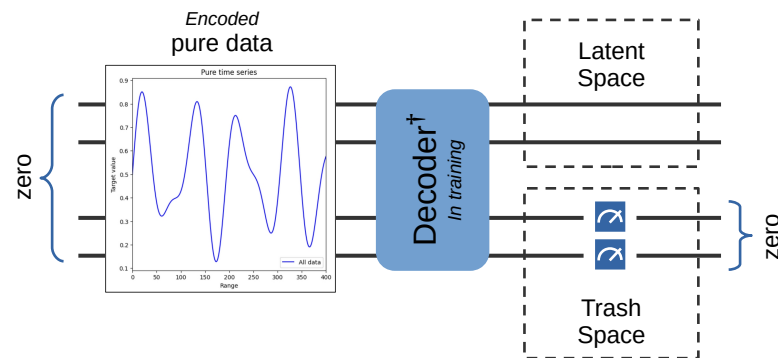 Encoded
pure data
Pure time series
0.9
0.8
0.7
0.6
0.5
0.4
0.3
0.2
0.1
Target value
0
50
100
150
200
250
300
350
400
Range
All data
zero
Decoder†
In training
Latent
Space
Trash
Space
zero